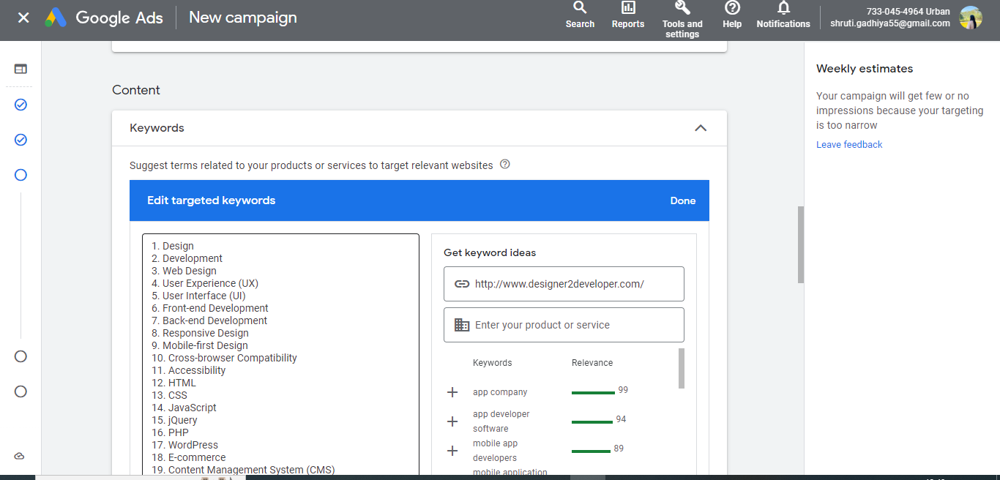 Google Ads
New campaign
Search
Reports
Tools and
settings
Help
Notifications
733-045-4964 Urban
shruti.gadhiya55@gmail.com
Content
Keywords
Suggest terms related to your products or services to target relevant websites
Edit targeted keywords
Done
1. Design
2. Development
3. Web Design
4. User Experience (UX)
5. User Interface (UI)
6. Front-end Development
7. Back-end Development
8. Responsive Design
9. Mobile-first Design
10. Cross-browser Compatibility
11. Accessibility
12. HTML
13. CSS
14. JavaScript
15. jQuery
16. PHP
17. WordPress
18. E-commerce
19. Content Management System (CMS)
Get keyword ideas
http://www.designer2developer.com/
Enter your product or service
Keywords
Relevance
app company
99
app developer
software
94
mobile app
developers
89
mobile application
Weekly estimates
Your campaign will get few or no
impressions because your targeting
is too narrow
Leave feedback